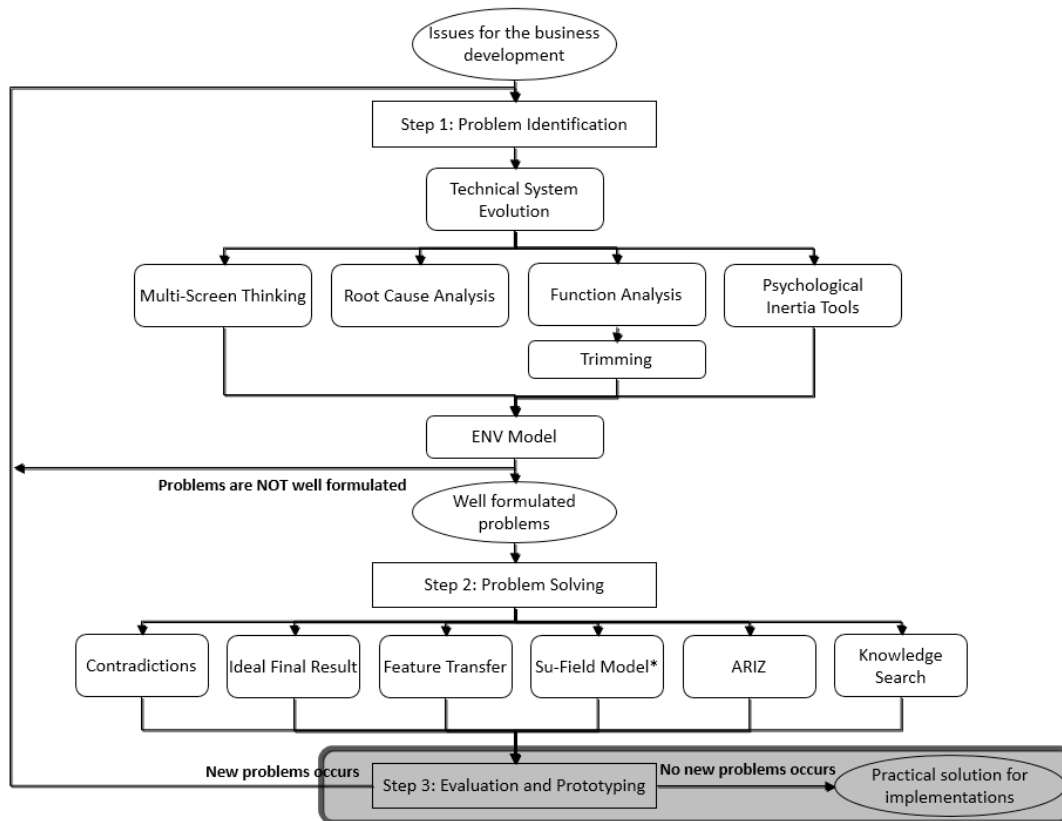 Issues for the business
development
Step 1: Problem Identification
Technical System
Evolution
Multi-Screen Thinking
Root Cause Analysis
Function Analysis
Psychological
Inertia Tools
Trimming
ENV Model
Problems are NOT well formulated
Well formulated
problems
Step 2: Problem Solving
Contradictions
Ideal Final Result
Feature Transfer
Su-Field Model*
ARIZ
Knowledge
Search
New problems occurs
Step 3: Evaluation and Prototyping
No new problems occurs
Practical solution for
implementations